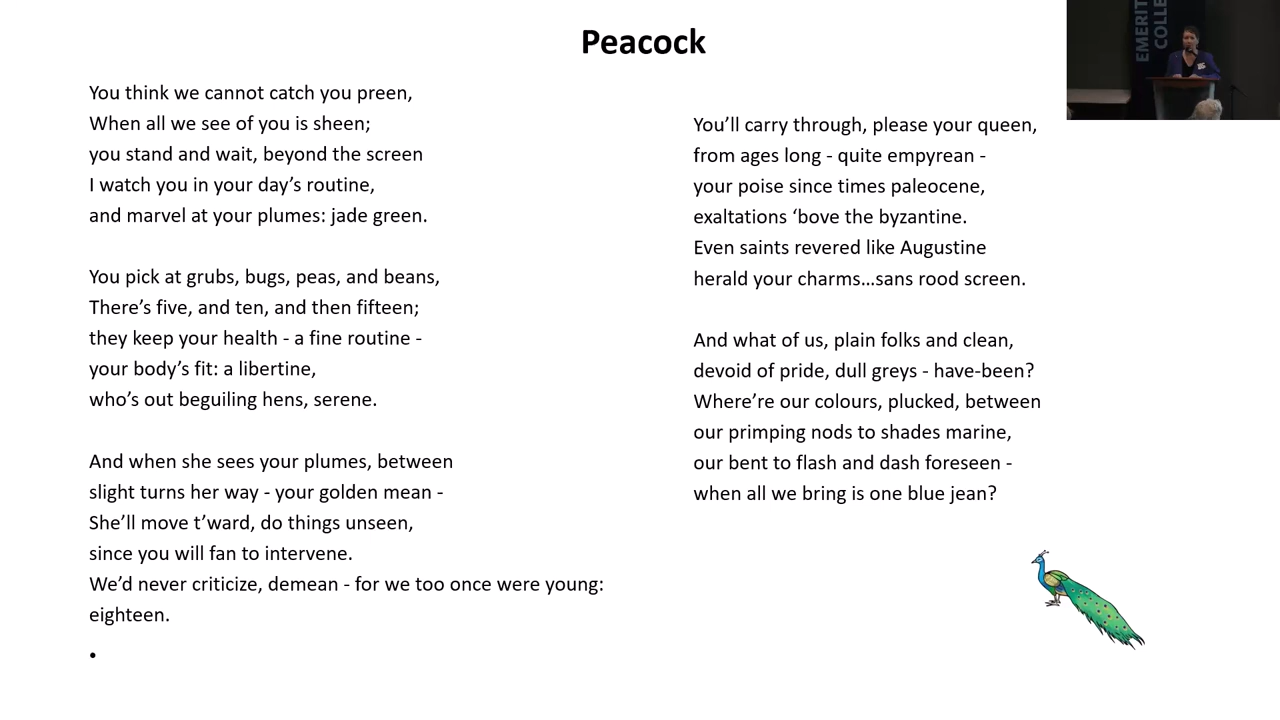 Peacock
You think we cannot catch you preen,
When all we see of you is sheen;
you stand and wait, beyond the screen
I watch you in your day’s routine,
and marvel at your plumes: jade green.
You pick at grubs, bugs, peas, and beans,
There’s five, and ten, and then fifteen;
they keep your health - a fine routine -
your body’s fit: a libertine,
who’s out beguiling hens, serene.
And when she sees your plumes, between
slight turns her way - your golden mean -
She’ll move t’ward, do things unseen,
since you will fan to intervene.
We’d never criticize, demean - for we too once were young:
eighteen.
•
You’ll carry through, please your queen,
from ages long - quite empyrean -
your poise since times paleocene,
exaltations ‘bove the byzantine.
Even saints revered like Augustine
herald your charms…sans rood screen.
And what of us, plain folks and clean,
devoid of pride, dull greys - have-been?
Where’re our colours, plucked, between
our primping nods to shades marine,
our bent to flash and dash foreseen -
when all we bring is one blue jean?
EMERIT
COLLE